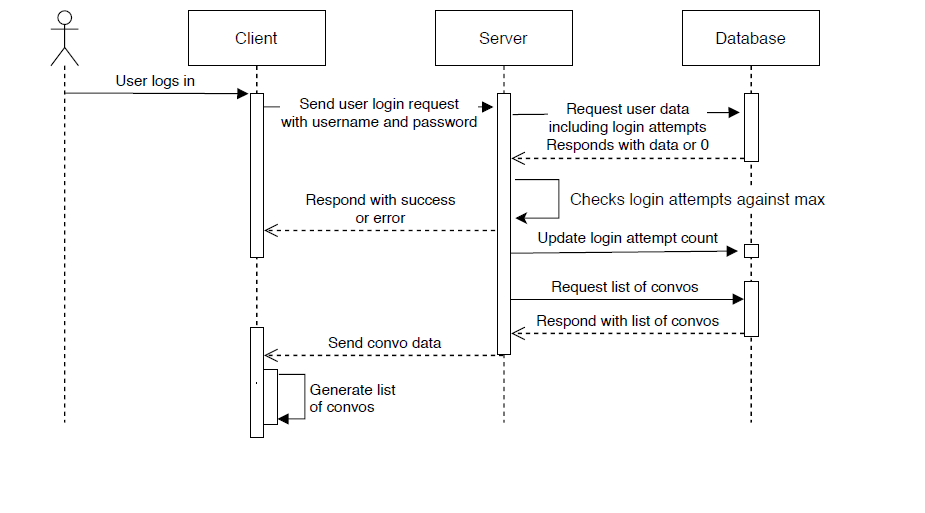 Client
Server
Database
User logs in
Send user login request
with username and password
Request user data
including login attempts
Responds with data or 0
Checks login attempts against max
Respond with success
or error
Update login attempt count
Request list of convos
Respond with list of convos
Send convo data
Generate list
of convos